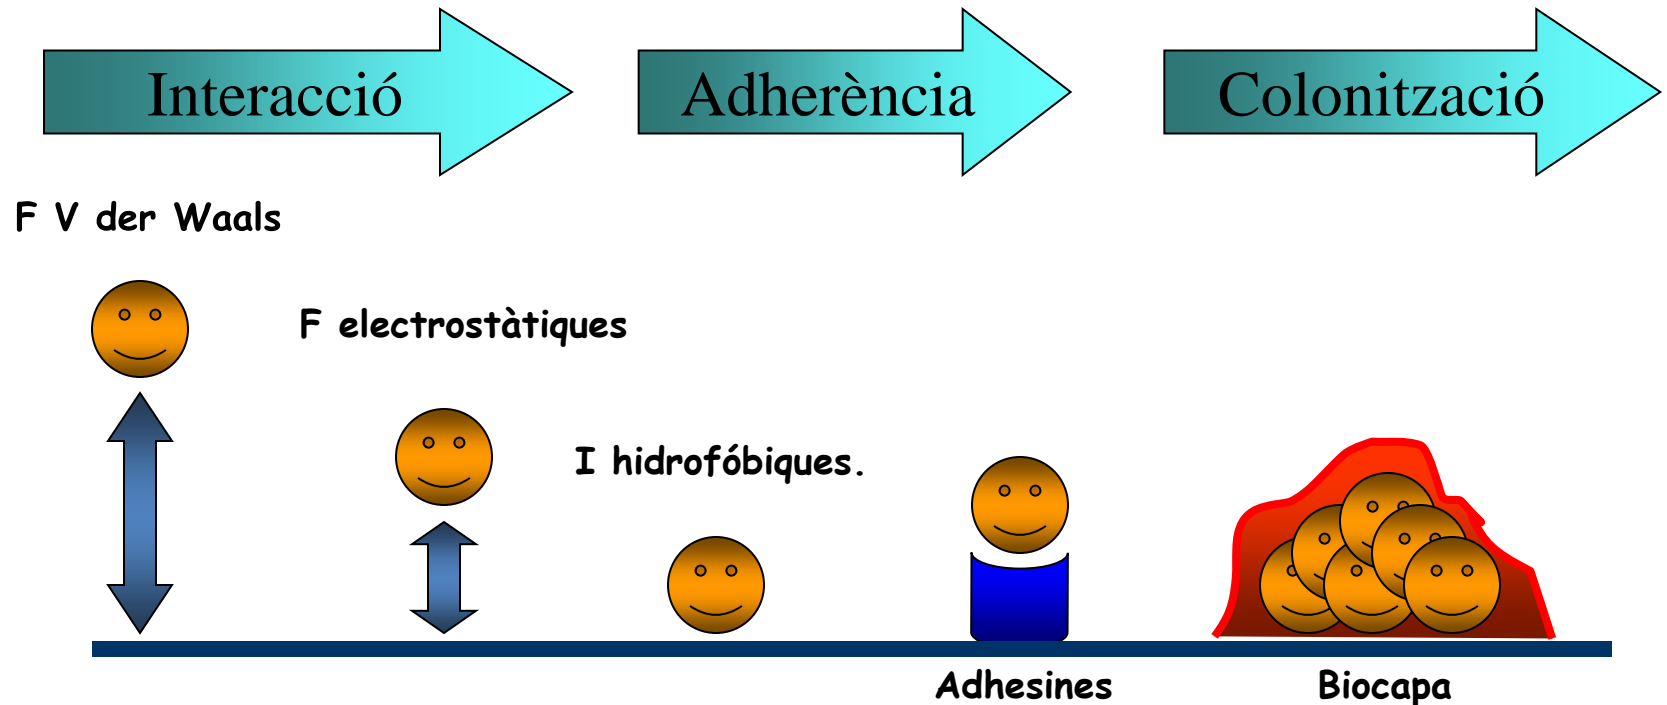 Interacció
Adherència
Colonització
F V der Waals
F electrostàtiques
I hidrofóbiques.
Adhesines
Biocapa